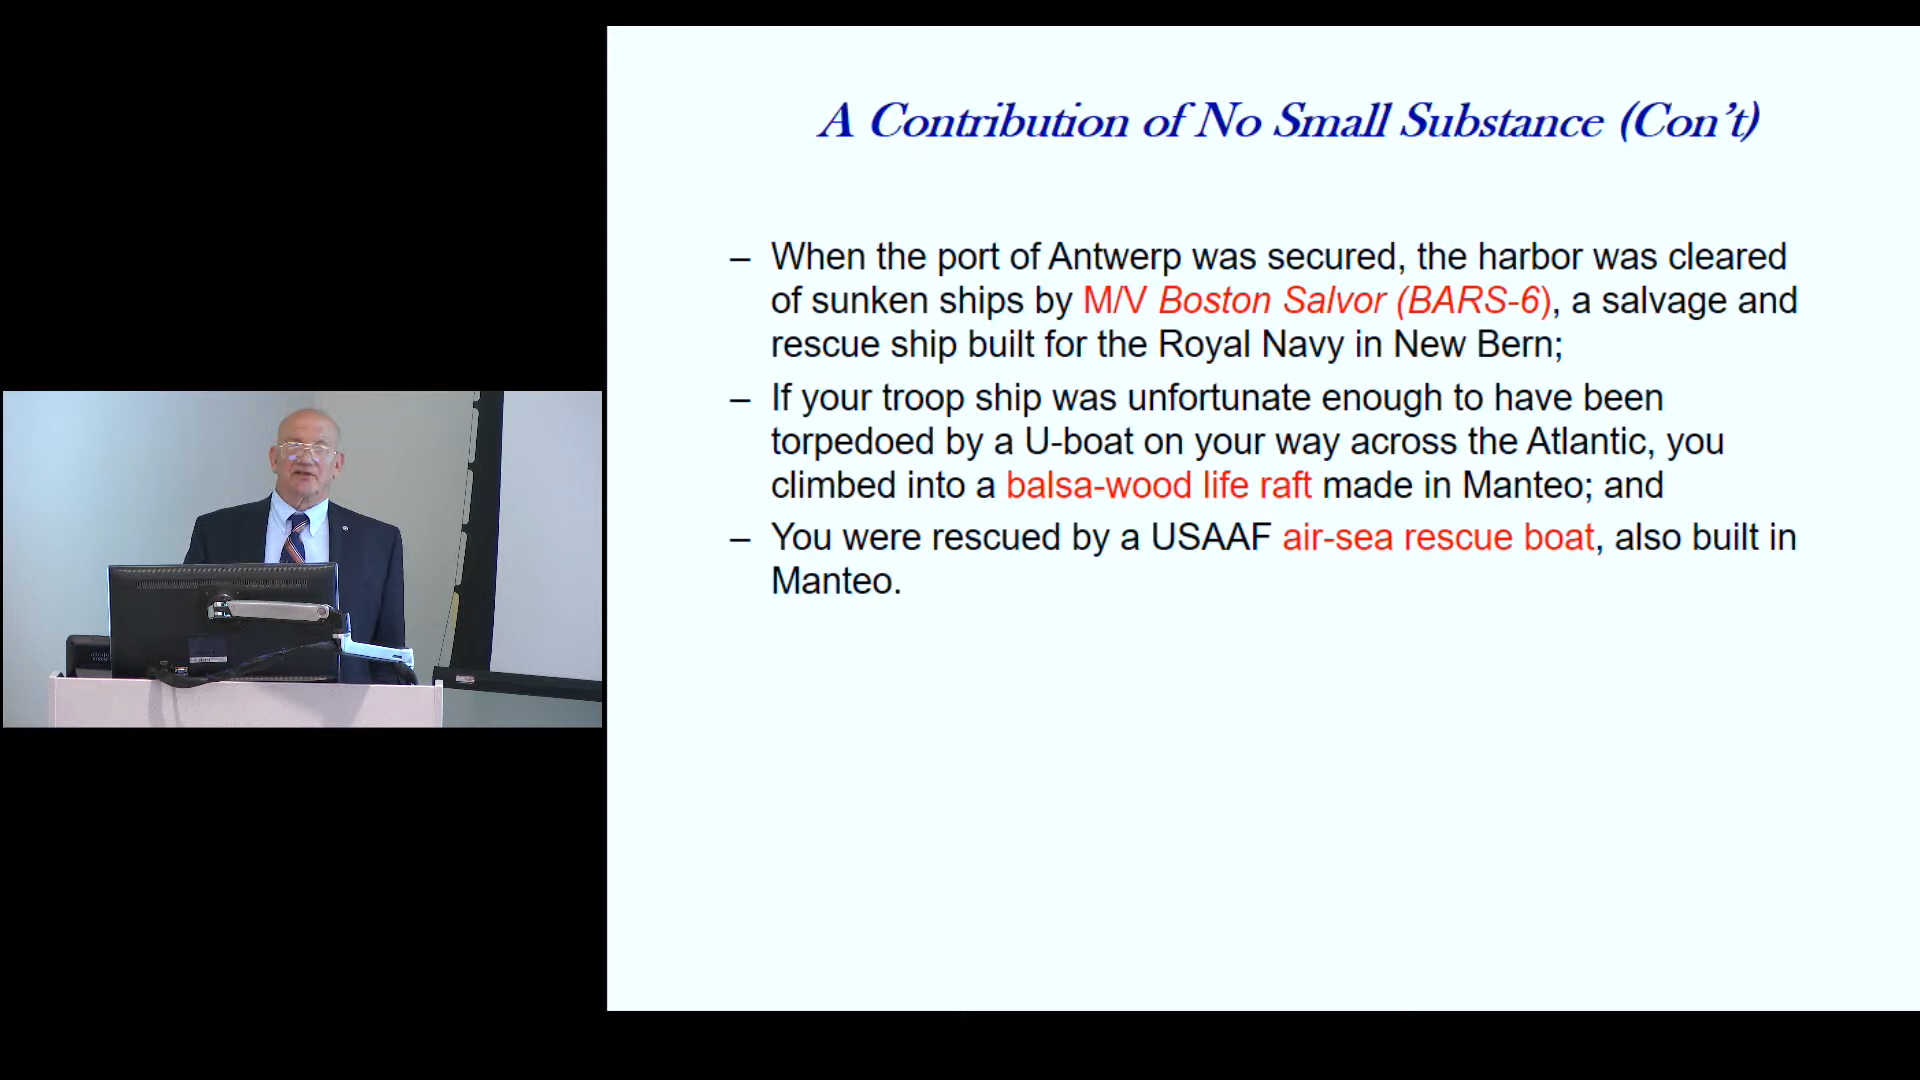 A Contribution of No Small Substance (Con't)
– When the port of Antwerp was secured, the harbor was cleared
of sunken ships by M/V Boston Salvor (BARS-6), a salvage and
rescue ship built for the Royal Navy in New Bern;
– If your troop ship was unfortunate enough to have been
torpedoed by a U-boat on your way across the Atlantic, you
climbed into a balsa-wood life raft made in Manteo; and
– You were rescued by a USAAF air-sea rescue boat, also built in
Manteo.